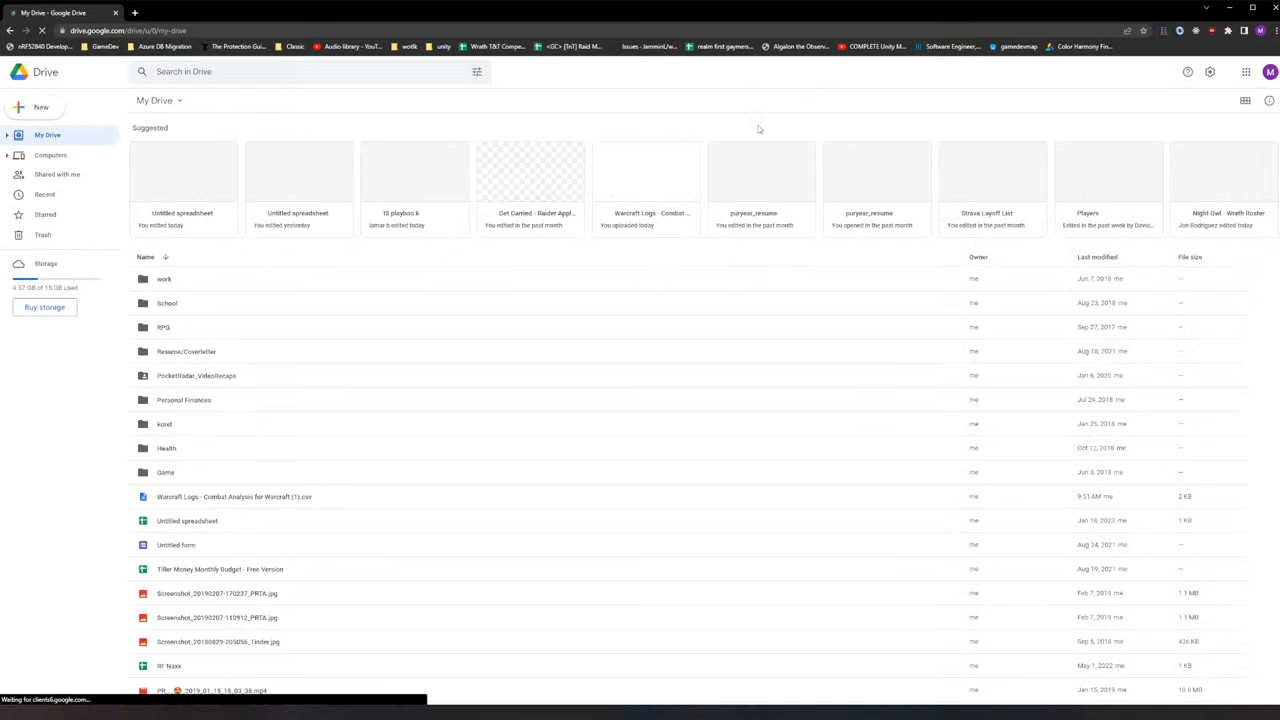 My Drive - Google Drive
drive.google.com/drive/u/0/my-drive
nRF52840 Develop... GameDev Azure DB Migration The Protection Gui... Classic Audio library - YouT... wotlk unity Wrath T&T Compe... <GC> [TnT] Raid M... Issues - JamminL/w... realm first gaymers... Algalon the Observ... COMPLETE Unity M... Software Engineer,... gamedevmap Color Harmony Fin...
Drive
Search in Drive
M
New
My Drive
Suggested
My Drive
Computers
Shared with me
Recent
Starred
Trash
Storage
4.37 GB of 15 GB used
Buy storage
Untitled spreadsheet
You edited today
Untitled spreadsheet
You edited yesterday
t8 playboo k
iamar b edited today
Get Carried - Raider Appl...
You edited in the past month
Warcraft Logs - Combat ...
You uploaded today
puryear_resume
You edited in the past month
puryear_resume
You opened in the past month
Strava Layoff List
You edited in the past month
Players
Edited in the past week by David...
Night Owl - Wrath Roster
Jon Rodriguez edited today
Name Owner Last modified File size
work me Jun 7, 2018 me —
School me Aug 23, 2018 me —
RPG me Sep 27, 2017 me —
Resume/Coverletter me Aug 18, 2021 me —
PocketRadar_VideoRecaps me Jan 6, 2020 me —
Personal Finances me Jul 24, 2018 me —
koret me Jan 25, 2018 me —
Health me Oct 12, 2018 me —
Game me Jun 3, 2018 me —
Warcraft Logs - Combat Analysis for Warcraft (1).csv me 9:51 AM me 2 KB
Untitled spreadsheet me Jan 18, 2023 me 1 KB
Untitled form me Aug 24, 2021 me —
Tiller Money Monthly Budget - Free Version me Aug 19, 2021 me —
Screenshot_20190207-170237_PRTA.jpg me Feb 7, 2019 me 1.1 MB
Screenshot_20190207-110912_PRTA.jpg me Feb 7, 2019 me 1.1 MB
Screenshot_20180829-205056_Tinder.jpg me Sep 5, 2018 me 436 KB
RF Naxx me May 1, 2022 me 1 KB
PR_ 😍_2019_01_15_15_03_38.mp4 me Jan 15, 2019 me 10.6 MB
Waiting for clients6.google.com...